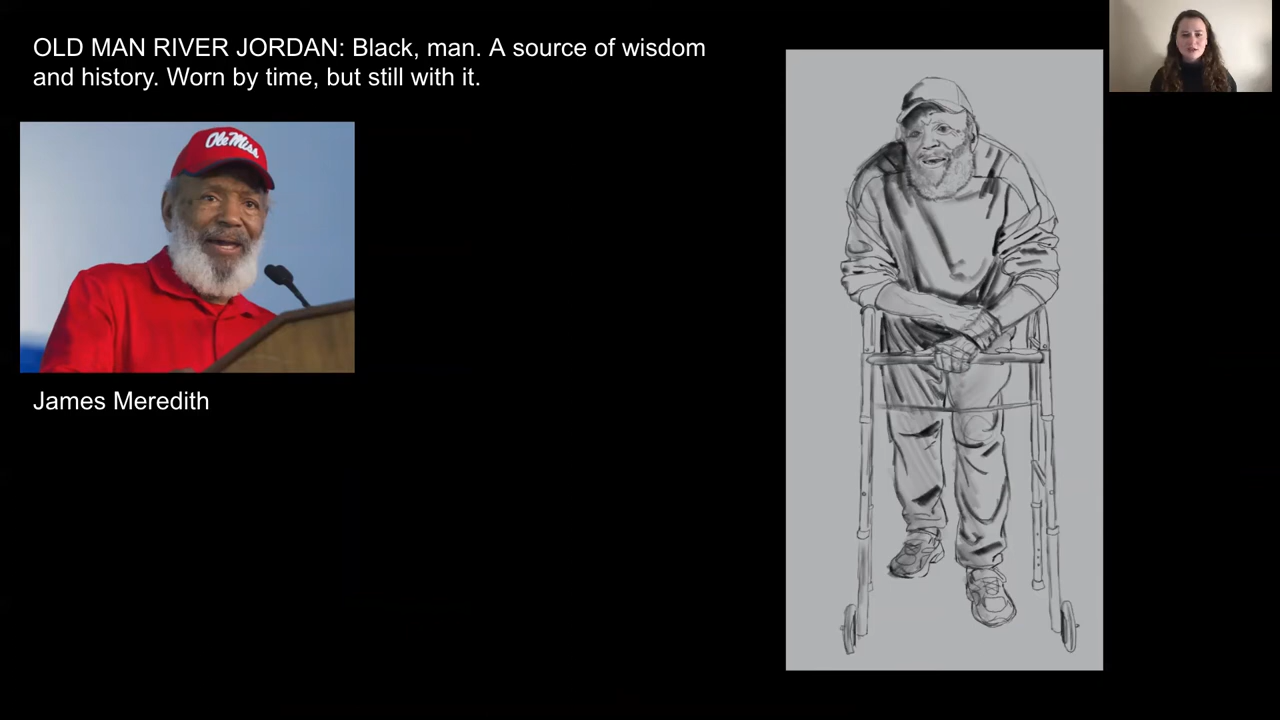 OLD MAN RIVER JORDAN: Black, man. A source of wisdom
and history. Worn by time, but still with it.
Ole Miss
James Meredith